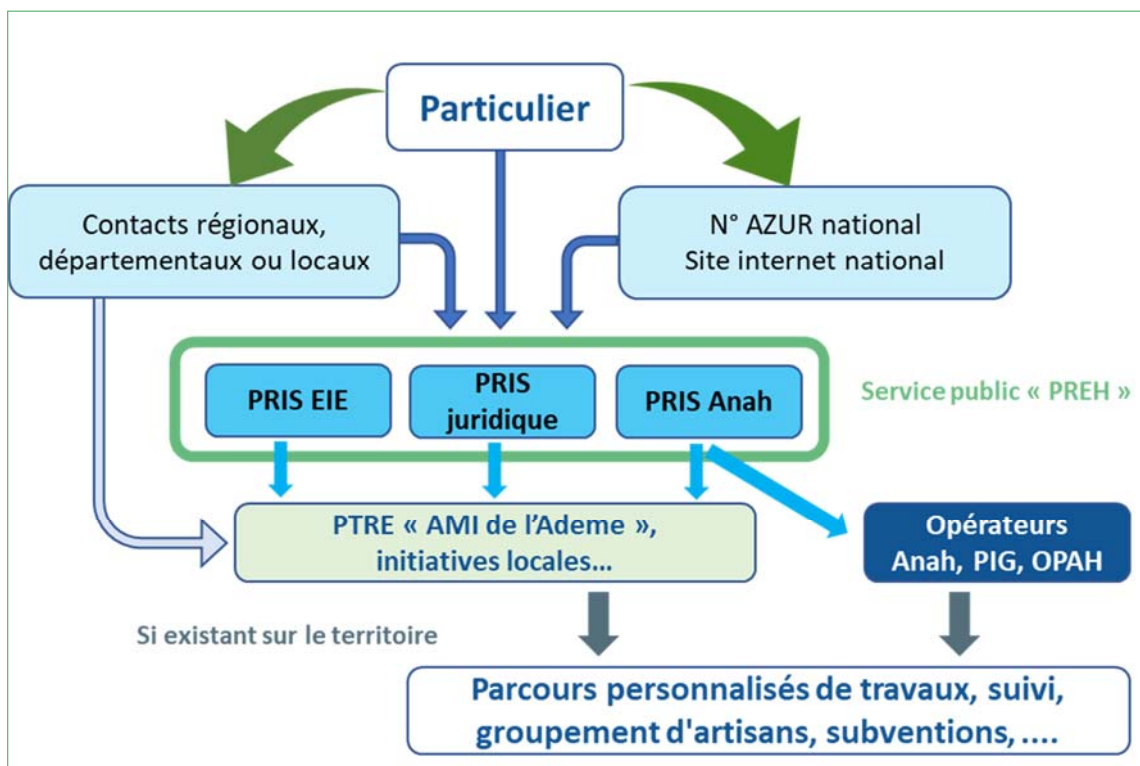 Particulier
Contacts régionaux,
départementaux ou locaux
N° AZUR national
Site internet national
PRIS EIE
PRIS
juridique
PRIS Anah
Service public « PREH »
PTRE « AMI de l’Ademe »,
initiatives locales…
Opérateurs
Anah, PIG, OPAH
Si existant sur le territoire
Parcours personnalisés de travaux, suivi,
groupement d'artisans, subventions, ....